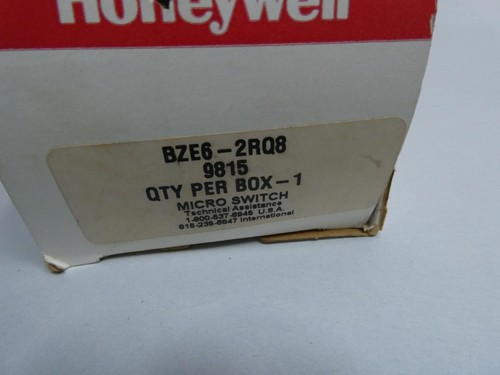 Honeywell
BZE6-2RQ8
9815
QTY PER BOX-1
MICRO SWITCH
Technical Assistance
1-800-537-6945 U.S.A.
815-235-6847 International